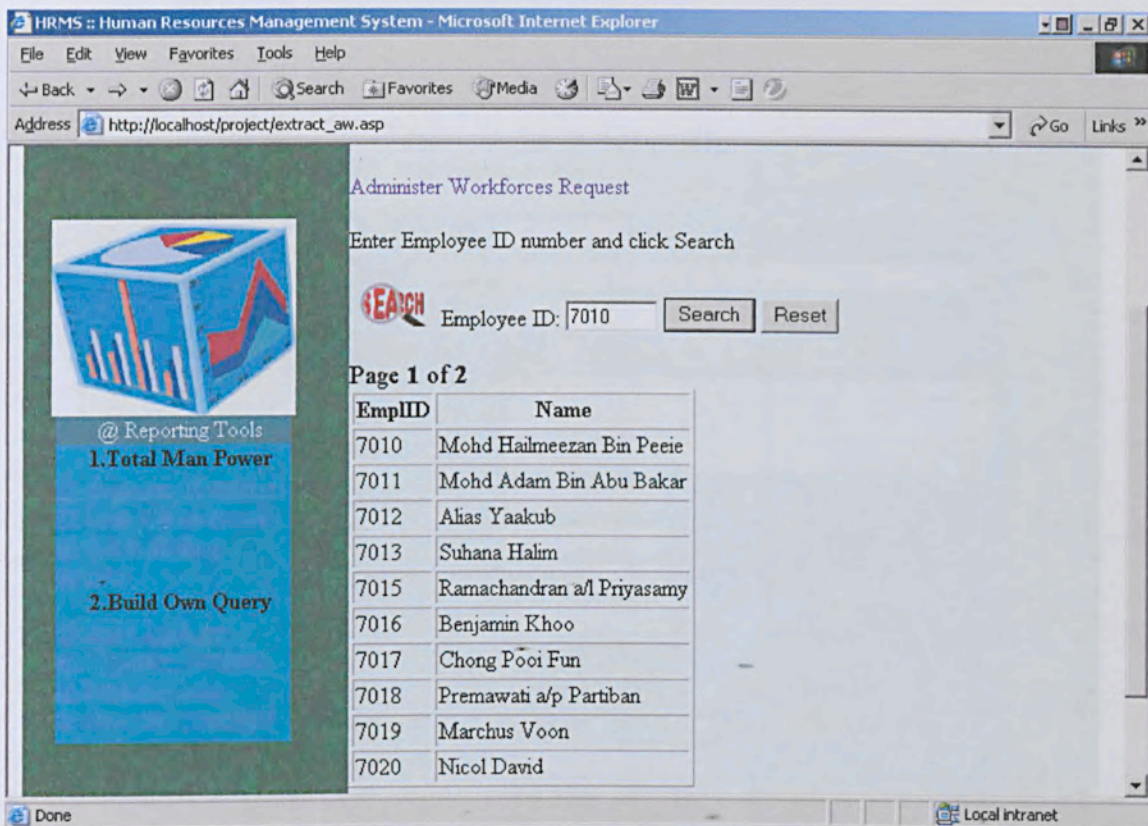 HRMS :: Human Resources Management System - Microsoft Internet Explorer
File Edit View Favorites Tools Help
Back Search Favorites Media W
Address http://localhost/project/extract_aw.asp Go Links »
Administer Workforces Request
Enter Employee ID number and click Search
SEARCH Employee ID: 7010 Search Reset
Page 1 of 2
EmplID Name
7010 Mohd Hailmeezan Bin Peeie
7011 Mohd Adam Bin Abu Bakar
7012 Alias Yaakub
7013 Suhana Halim
7015 Ramachandran a/l Priyasamy
7016 Benjamin Khoo
7017 Chong Pooi Fun
7018 Premawati a/p Partiban
7019 Marchus Voon
7020 Nicol David
@ Reporting Tools
1.Total Man Power
2.Build Own Query
Done Local intranet